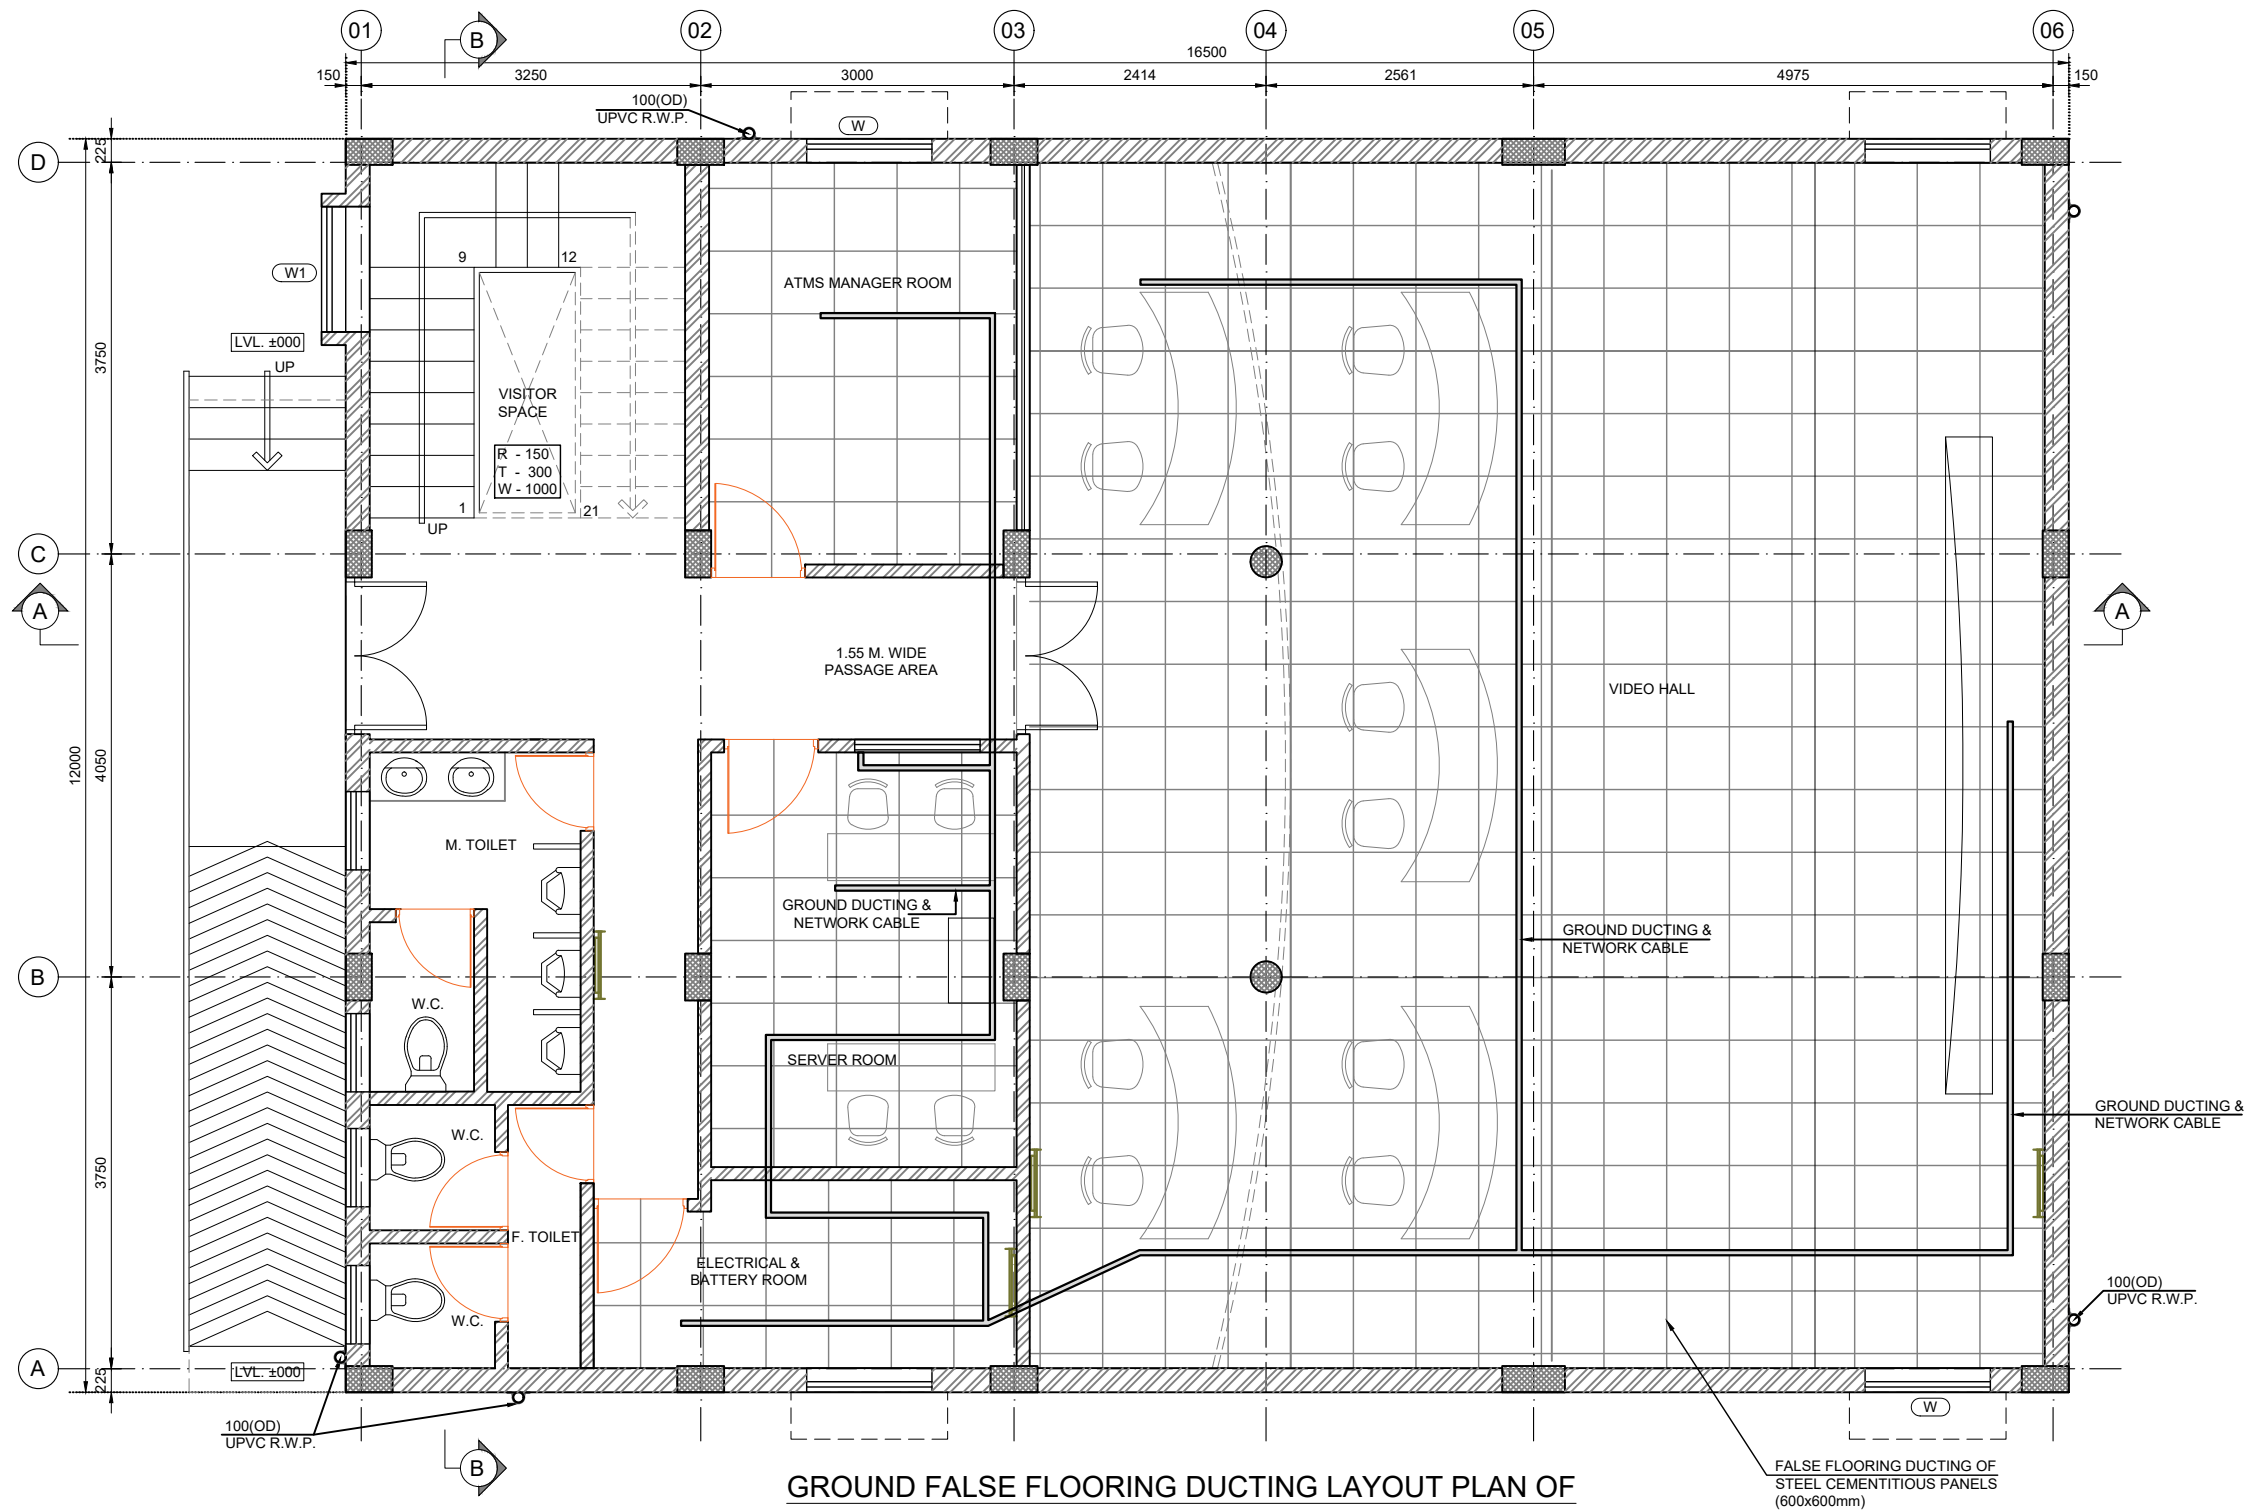 01
02
03
04
05
06
B
16500
150
3250
3000
2414
2561
4975
150
100(OD)
UPVC R.W.P.
W
D
225
9
12
W1
ATMS MANAGER ROOM
LVL. ±000
UP
3750
VISITOR
SPACE
R - 150
T - 300
W - 1000
1
21
UP
C
A
A
1.55 M. WIDE
PASSAGE AREA
VIDEO HALL
12000
4050
M. TOILET
GROUND DUCTING &
NETWORK CABLE
GROUND DUCTING &
NETWORK CABLE
B
W.C.
SERVER ROOM
GROUND DUCTING &
NETWORK CABLE
W.C.
3750
F. TOILET
ELECTRICAL &
BATTERY ROOM
100(OD)
UPVC R.W.P.
W.C.
A
LVL. ±000
225
W
100(OD)
UPVC R.W.P.
B
FALSE FLOORING DUCTING OF
STEEL CEMENTITIOUS PANELS
(600x600mm)
GROUND FALSE FLOORING DUCTING LAYOUT PLAN OF